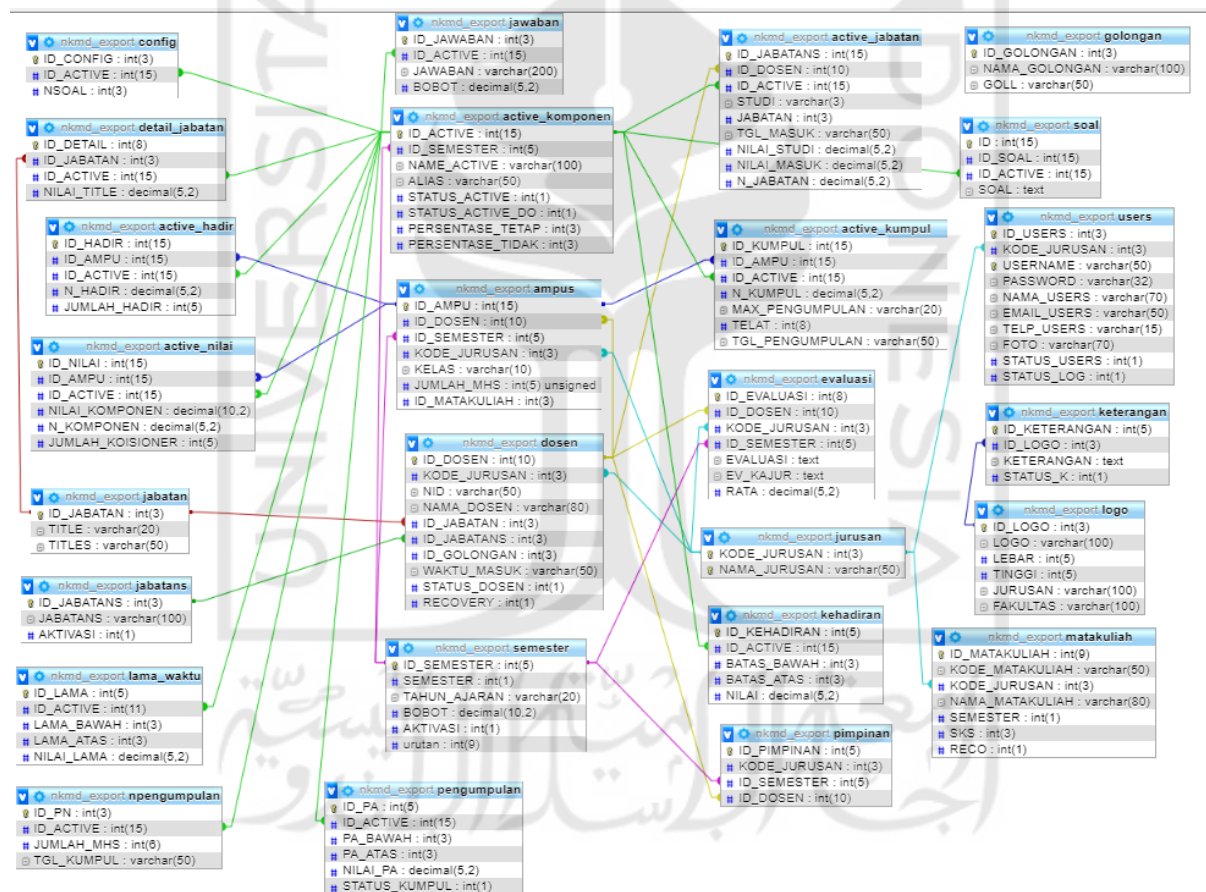 nkmd_export config
ID_CONFIG : int(3)
ID_ACTIVE : int(15)
NSOAL : int(3)
nkmd_export detail_jabatan
ID_DETAIL : int(8)
ID_JABATAN : int(3)
ID_ACTIVE : int(15)
NILAI_TITLE : decimal(5,2)
nkmd_export active_hadir
ID_HADIR : int(15)
ID_AMPU : int(15)
ID_ACTIVE : int(15)
N_HADIR : decimal(5,2)
JUMLAH_HADIR : int(5)
nkmd_export active_nilai
ID_NILAI : int(15)
ID_AMPU : int(15)
ID_ACTIVE : int(15)
NILAI_KOMPONEN : decimal(10,2)
N_KOMPONEN : decimal(5,2)
JUMLAH_KOISIONER : int(5)
nkmd_export jabatan
ID_JABATAN : int(3)
TITLE : varchar(20)
TITLES : varchar(50)
nkmd_export jabatans
ID_JABATANS : int(3)
JABATANS : varchar(100)
AKTIVASI : int(1)
nkmd_export lama_waktu
ID_LAMA : int(5)
ID_ACTIVE : int(11)
LAMA_BAWAH : int(3)
LAMA_ATAS : int(3)
NILAI_LAMA : decimal(5,2)
nkmd_export npengumpulan
ID_PN : int(3)
ID_ACTIVE : int(15)
JUMLAH_MHS : int(6)
TGL_KUMPUL : varchar(50)
nkmd_export jawaban
ID_JAWABAN : int(3)
ID_ACTIVE : int(15)
JAWABAN : varchar(200)
BOBOT : decimal(5,2)
nkmd_export active_komponen
ID_ACTIVE : int(15)
ID_SEMESTER : int(5)
NAME_ACTIVE : varchar(100)
ALIAS : varchar(50)
STATUS_ACTIVE : int(1)
STATUS_ACTIVE_DO : int(1)
PERSENTASE_TETAP : int(3)
PERSENTASE_TIDAK : int(3)
nkmd_export ampus
ID_AMPU : int(15)
ID_DOSEN : int(10)
ID_SEMESTER : int(5)
KODE_JURUSAN : int(3)
KELAS : varchar(10)
JUMLAH_MHS : int(5) unsigned
ID_MATAKULIAH : int(3)
nkmd_export dosen
ID_DOSEN : int(10)
KODE_JURUSAN : int(3)
NID : varchar(50)
NAMA_DOSEN : varchar(80)
ID_JABATAN : int(3)
ID_JABATANS : int(3)
ID_GOLONGAN : int(3)
WAKTU_MASUK : varchar(50)
STATUS_DOSEN : int(1)
RECOVERY : int(1)
nkmd_export semester
ID_SEMESTER : int(5)
SEMESTER : int(1)
TAHUN_AJARAN : varchar(20)
BOBOT : decimal(10,2)
AKTIVASI : int(1)
urutan : int(9)
nkmd_export pengumpulan
ID_PA : int(5)
ID_ACTIVE : int(15)
PA_BAWAH : int(3)
PA_ATAS : int(3)
NILAI_PA : decimal(5,2)
STATUS_KUMPUL : int(1)
nkmd_export active_jabatan
ID_JABATANS : int(15)
ID_DOSEN : int(10)
ID_ACTIVE : int(15)
STUDI : varchar(3)
JABATAN : int(3)
TGL_MASUK : varchar(50)
NILAI_STUDI : decimal(5,2)
NILAI_MASUK : decimal(5,2)
N_JABATAN : decimal(5,2)
nkmd_export active_kumpul
ID_KUMPUL : int(15)
ID_AMPU : int(15)
ID_ACTIVE : int(15)
N_KUMPUL : decimal(5,2)
MAX_PENGUMPULAN : varchar(20)
TELAT : int(8)
TGL_PENGUMPULAN : varchar(50)
nkmd_export evaluasi
ID_EVALUASI : int(8)
ID_DOSEN : int(10)
KODE_JURUSAN : int(3)
ID_SEMESTER : int(5)
EVALUASI : text
EV_KAJUR : text
RATA : decimal(5,2)
nkmd_export jurusan
KODE_JURUSAN : int(3)
NAMA_JURUSAN : varchar(50)
nkmd_export kehadiran
ID_KEHADIRAN : int(5)
ID_ACTIVE : int(15)
BATAS_BAWAH : int(3)
BATAS_ATAS : int(3)
NILAI : decimal(5,2)
nkmd_export pimpinan
ID_PIMPINAN : int(5)
KODE_JURUSAN : int(3)
ID_SEMESTER : int(5)
ID_DOSEN : int(10)
nkmd_export golongan
ID_GOLONGAN : int(3)
NAMA_GOLONGAN : varchar(100)
GOLL : varchar(50)
nkmd_export soal
ID : int(15)
ID_SOAL : int(15)
ID_ACTIVE : int(15)
SOAL : text
nkmd_export users
ID_USERS : int(3)
KODE_JURUSAN : int(3)
USERNAME : varchar(50)
PASSWORD : varchar(32)
NAMA_USERS : varchar(70)
EMAIL_USERS : varchar(50)
TELP_USERS : varchar(15)
FOTO : varchar(70)
STATUS_USERS : int(1)
STATUS_LOG : int(1)
nkmd_export keterangan
ID_KETERANGAN : int(5)
ID_LOGO : int(3)
KETERANGAN : text
STATUS_K : int(1)
nkmd_export logo
ID_LOGO : int(3)
LOGO : varchar(100)
LEBAR : int(5)
TINGGI : int(5)
JURUSAN : varchar(100)
FAKULTAS : varchar(100)
nkmd_export matakuliah
ID_MATAKULIAH : int(9)
KODE_MATAKULIAH : varchar(50)
KODE_JURUSAN : int(3)
NAMA_MATAKULIAH : varchar(80)
SEMESTER : int(1)
SKS : int(3)
RECO : int(1)